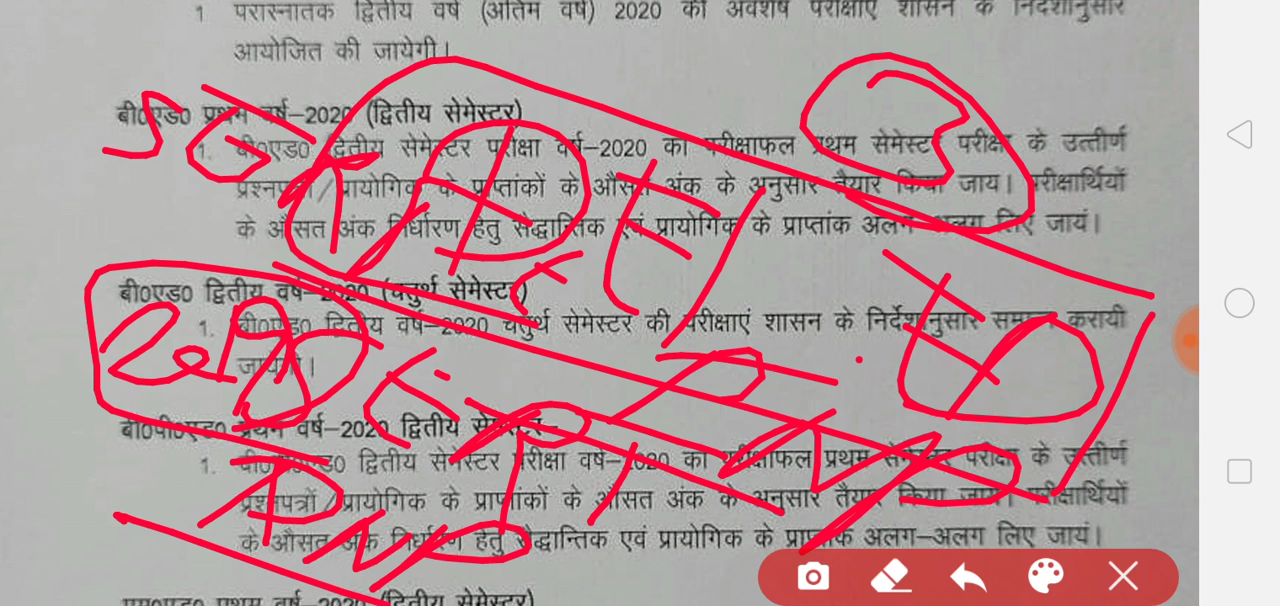 1 परास्नातक द्वितीय वर्ष (अंतिम वर्ष) 2020 की अवशेष परीक्षाएं शासन के निर्देशानुसार
आयोजित की जायेगी।
बी0एड0 प्रथम वर्ष–2020 (द्वितीय सेमेस्टर)
1. बी0एड0 द्वितीय सेमेस्टर परीक्षा वर्ष–2020 का परीक्षाफल प्रथम सेमेस्टर परीक्षा के उत्तीर्ण
प्रश्नपत्रों/प्रायोगिक के प्राप्तांकों के औसत अंक के अनुसार तैयार किया जाय। परीक्षार्थियों
के औसत अंक निर्धारण हेतु सैद्धान्तिक एवं प्रायोगिक के प्राप्तांक अलग–अलग लिए जायं।
बी0एड0 द्वितीय वर्ष–2020 (चतुर्थ सेमेस्टर)
1. बी0एड0 द्वितीय वर्ष–2020 चतुर्थ सेमेस्टर की परीक्षाएं शासन के निर्देशानुसार करायी
बी0पी0एड0 प्रथम वर्ष–2020 द्वितीय सेमेस्टर–
1. द्वितीय सेमेस्टर परीक्षा वर्ष–2020 का परीक्षाफल प्रथम सेमेस्टर परीक्षा के उत्तीर्ण
प्रश्नपत्रों/प्रायोगिक के प्राप्तांकों के औसत अंक के अनुसार तैयार किया जाय। परीक्षार्थियों
के औसत अंक निर्धारण हेतु सैद्धान्तिक एवं प्रायोगिक के प्राप्तांक अलग–अलग लिए जायं।
एम0एड0 प्रथम वर्ष–2020 (द्वितीय सेमेस्टर)